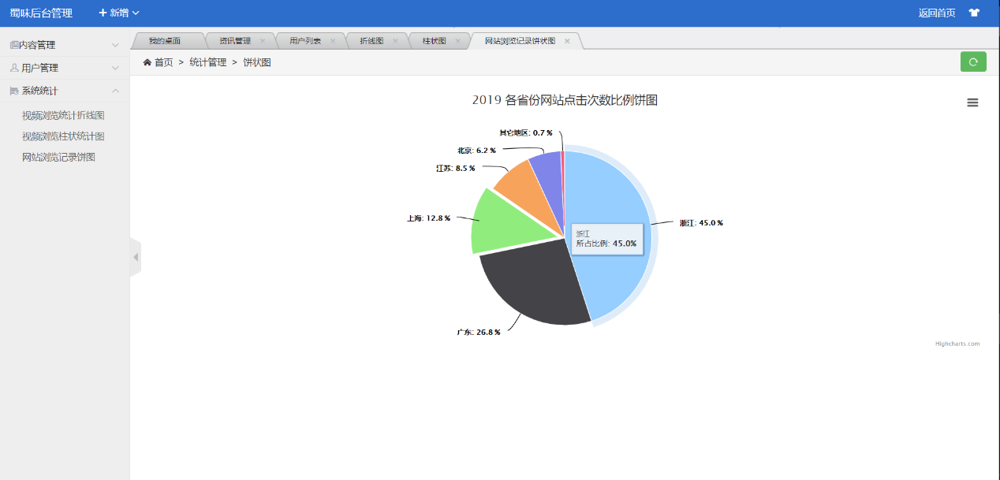 蜀味后台管理
新增
返回首页
内容管理
用户管理
系统统计
视频浏览统计折线图
视频浏览柱状统计图
网站浏览记录饼图
我的桌面
资讯管理
用户列表
折线图
柱状图
网站浏览记录饼状图
首页 > 统计管理 > 饼状图
2019 各省份网站点击次数比例饼图
其它地区: 0.7 %
北京: 6.2 %
江苏: 8.5 %
上海: 12.8 %
浙江: 45.0 %
浙江
所占比例: 45.0%
广东: 26.8 %
Highcharts.com